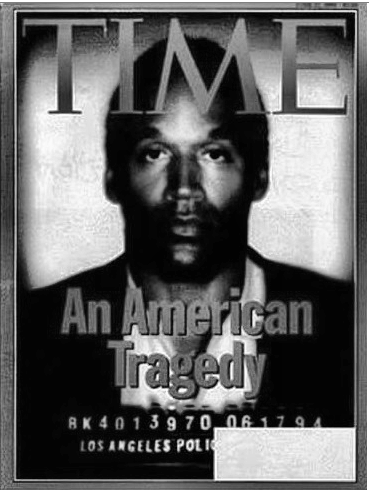 TIME
An American
Tragedy
BK4013970 061794
LOS ANGELES POLIC